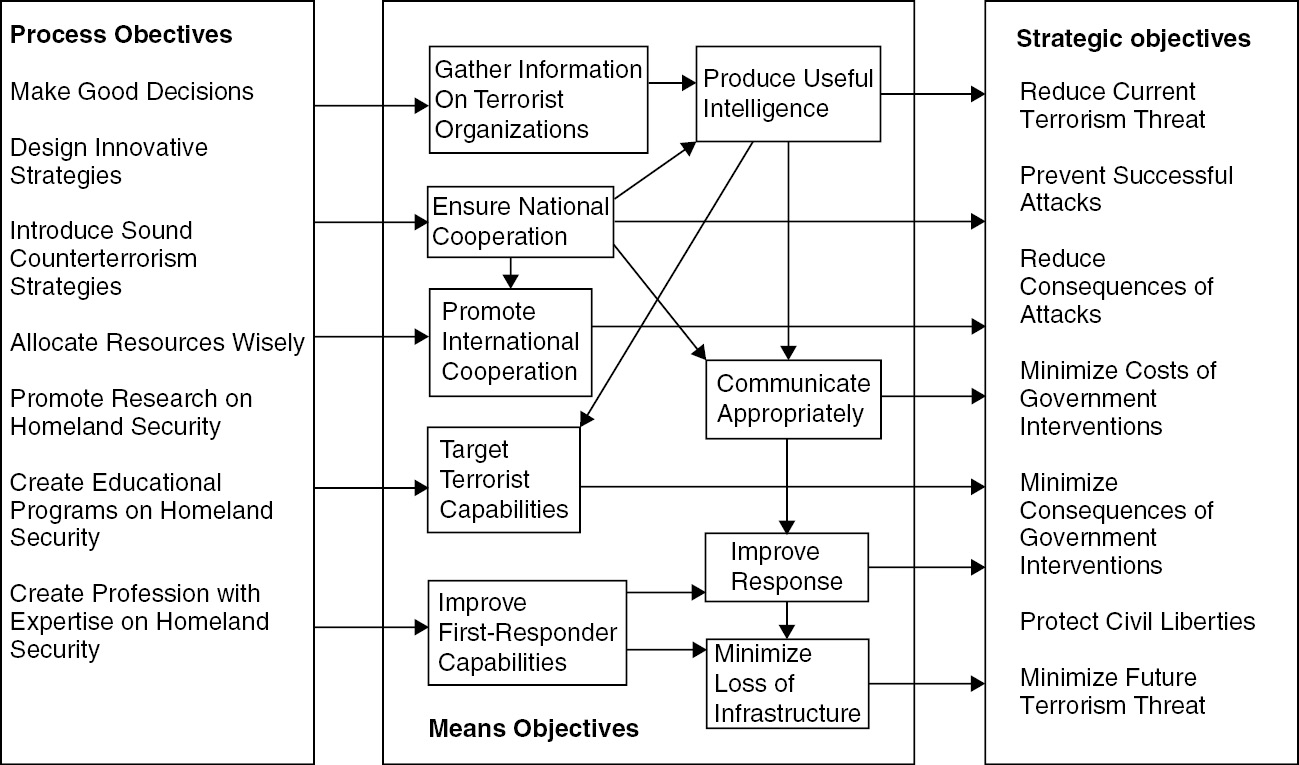 Process Obectives
Make Good Decisions
Design Innovative
Strategies
Introduce Sound
Counterterrorism
Strategies
Allocate Resources Wisely
Promote Research on
Homeland Security
Create Educational
Programs on Homeland
Security
Create Profession with
Expertise on Homeland
Security
Gather Information
On Terrorist
Organizations
Produce Useful
Intelligence
Ensure National
Cooperation
Promote
International
Cooperation
Communicate
Appropriately
Target
Terrorist
Capabilities
Improve
Response
Improve
First-Responder
Capabilities
Minimize
Loss of
Infrastructure
Means Objectives
Strategic objectives
Reduce Current
Terrorism Threat
Prevent Successful
Attacks
Reduce
Consequences of
Attacks
Minimize Costs of
Government
Interventions
Minimize
Consequences of
Government
Interventions
Protect Civil Liberties
Minimize Future
Terrorism Threat